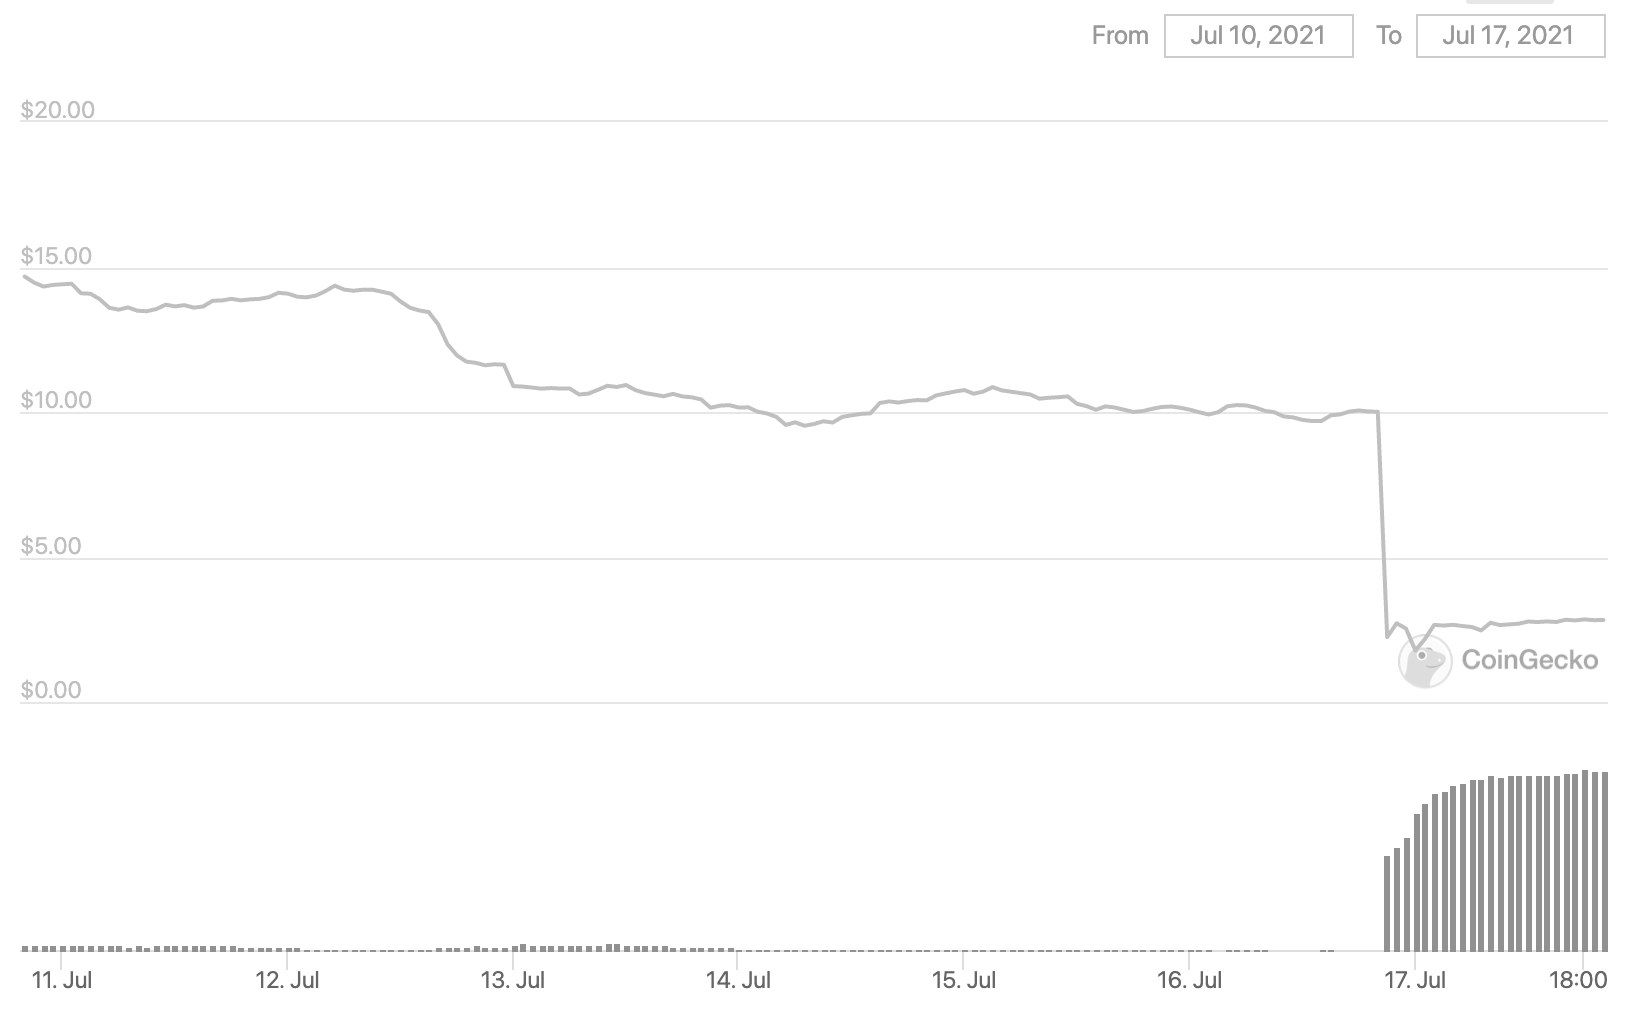 From Jul 10, 2021 To Jul 17, 2021
$20.00
$15.00
$10.00
$5.00
CoinGecko
$0.00
11. Jul 12. Jul 13. Jul 14. Jul 15. Jul 16. Jul 17. Jul 18:00